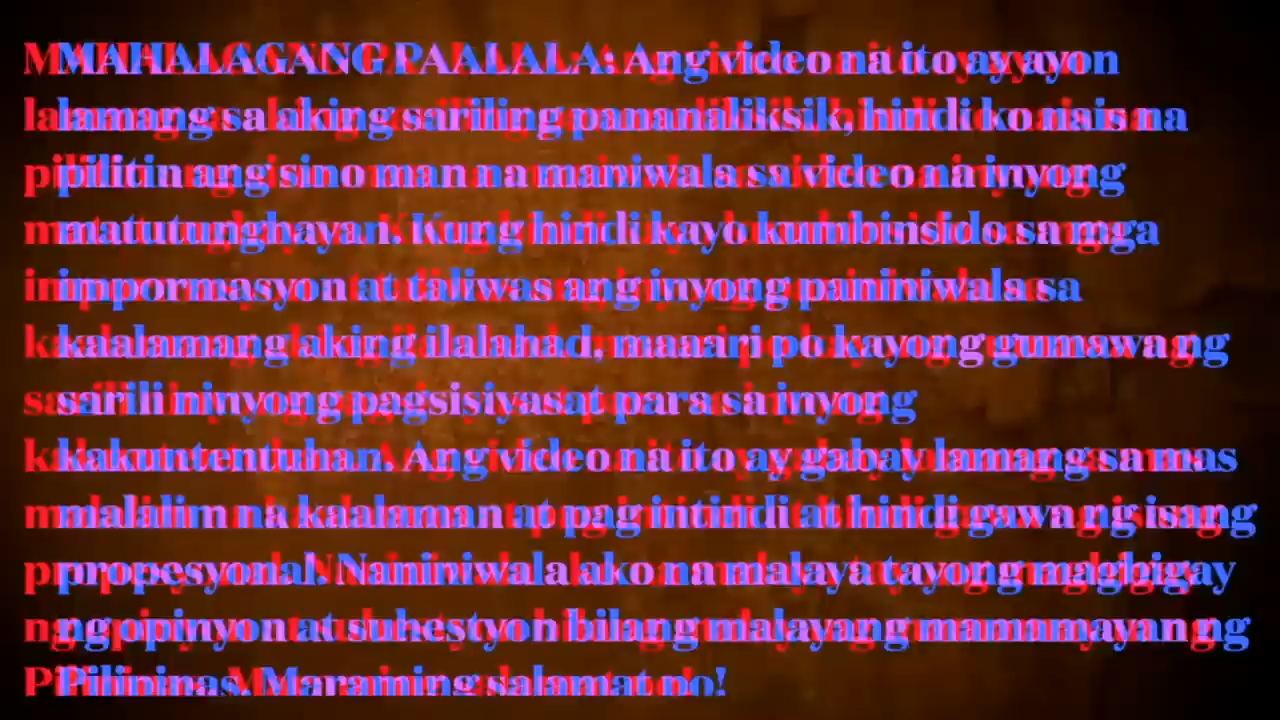 MAHALAGANG PAALALA: Ang video na ito ay ayon
lamang sa aking sariling pananaliksik, hindi ko nais na
pilitin ang sino man na maniwala sa video na inyong
matutunghayan. Kung hindi kayo kumbinsido sa mga
impormasyon at taliwas ang inyong paniniwala sa
kaalamang aking ilalahad, maaari po kayong gumawa ng
sarili ninyong pagsisiyasat para sa inyong
kakuntentuhan. Ang video na ito ay gabay lamang sa mas
malalim na kaalaman at pag intindi at hindi gawa ng isang
propesyonal. Naniniwala ako na malaya tayong magbigay
ng opinyon at suhestyon bilang malayang mamamayan ng
Pilipinas. Maraming salamat po!